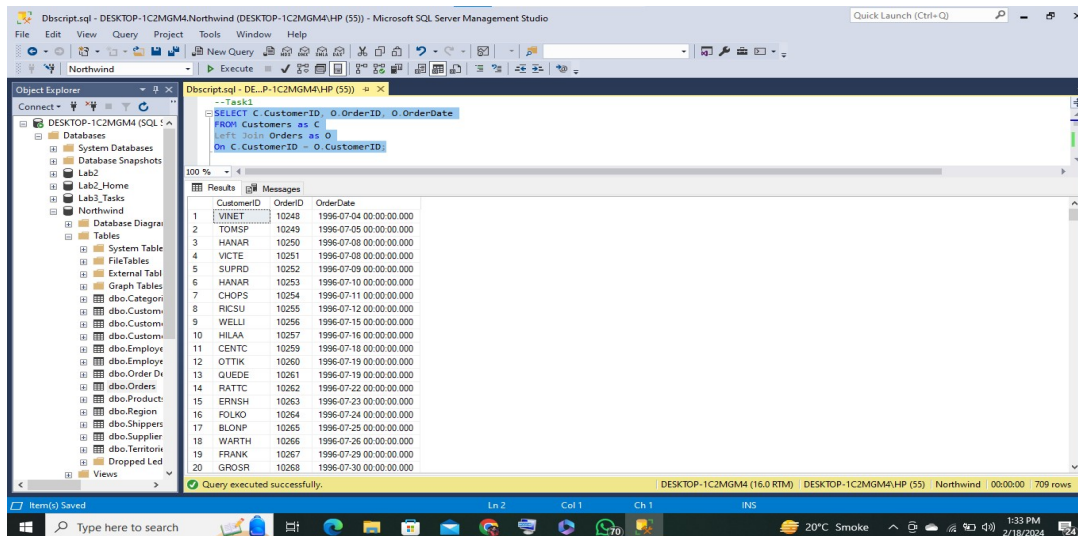 Dbscript.sql - DESKTOP-1C2MGM4.Northwind (DESKTOP-1C2MGM4\HP (55)) - Microsoft SQL Server Management Studio
Quick Launch (Ctrl+Q)
File Edit View Query Project Tools Window Help
New Query
Northwind
Execute
Object Explorer
Dbscript.sql - DE...P-1C2MGM4\HP (55))
Connect
DESKTOP-1C2MGM4 (SQL S
Databases
System Databases
Database Snapshots
Lab2
Lab2_Home
Lab3_Tasks
Northwind
Database Diagra
Tables
System Table
FileTables
External Tabl
Graph Tables
dbo.Categori
dbo.Custom
dbo.Custom
dbo.Custom
dbo.Employe
dbo.Employe
dbo.Order De
dbo.Orders
dbo.Products
dbo.Region
dbo.Shippers
dbo.Supplier
dbo.Territorie
Dropped Led
Views
--Task1
SELECT C.CustomerID, O.OrderID, O.OrderDate
FROM Customers as C
Left Join Orders as O
On C.CustomerID = O.CustomerID;
100 %
Results Messages
CustomerID OrderID OrderDate
1 VINET 10248 1996-07-04 00:00:00.000
2 TOMSP 10249 1996-07-05 00:00:00.000
3 HANAR 10250 1996-07-08 00:00:00.000
4 VICTE 10251 1996-07-08 00:00:00.000
5 SUPRD 10252 1996-07-09 00:00:00.000
6 HANAR 10253 1996-07-10 00:00:00.000
7 CHOPS 10254 1996-07-11 00:00:00.000
8 RICSU 10255 1996-07-12 00:00:00.000
9 WELLI 10256 1996-07-15 00:00:00.000
10 HILAA 10257 1996-07-16 00:00:00.000
11 CENTC 10259 1996-07-18 00:00:00.000
12 OTTIK 10260 1996-07-19 00:00:00.000
13 QUEDE 10261 1996-07-19 00:00:00.000
14 RATTC 10262 1996-07-22 00:00:00.000
15 ERNSH 10263 1996-07-23 00:00:00.000
16 FOLKO 10264 1996-07-24 00:00:00.000
17 BLONP 10265 1996-07-25 00:00:00.000
18 WARTH 10266 1996-07-26 00:00:00.000
19 FRANK 10267 1996-07-29 00:00:00.000
20 GROSR 10268 1996-07-30 00:00:00.000
Query executed successfully.
DESKTOP-1C2MGM4 (16.0 RTM) DESKTOP-1C2MGM4\HP (55) Northwind 00:00:00 709 rows
Item(s) Saved Ln 2 Col 1 Ch 1 INS
Type here to search
70
20°C Smoke
1:33 PM
2/18/2024
24